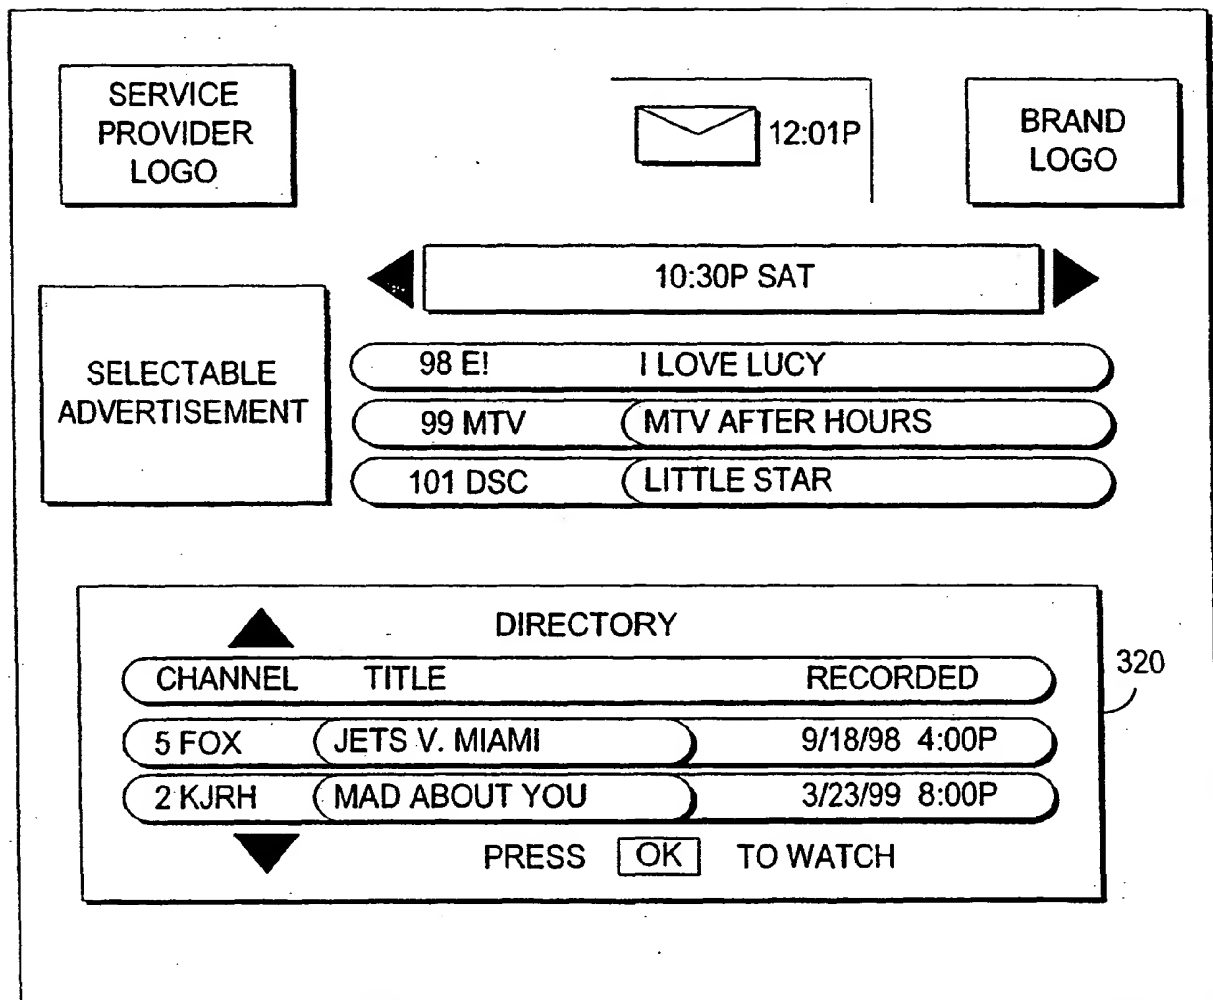 SERVICE
PROVIDER
LOGO
12:01P
BRAND
LOGO
10:30P SAT
SELECTABLE
ADVERTISEMENT
98 E! I LOVE LUCY
99 MTV MTV AFTER HOURS
101 DSC LITTLE STAR
DIRECTORY
CHANNEL TITLE RECORDED
320
5 FOX JETS V. MIAMI 9/18/98 4:00P
2 KJRH MAD ABOUT YOU 3/23/99 8:00P
PRESS OK TO WATCH